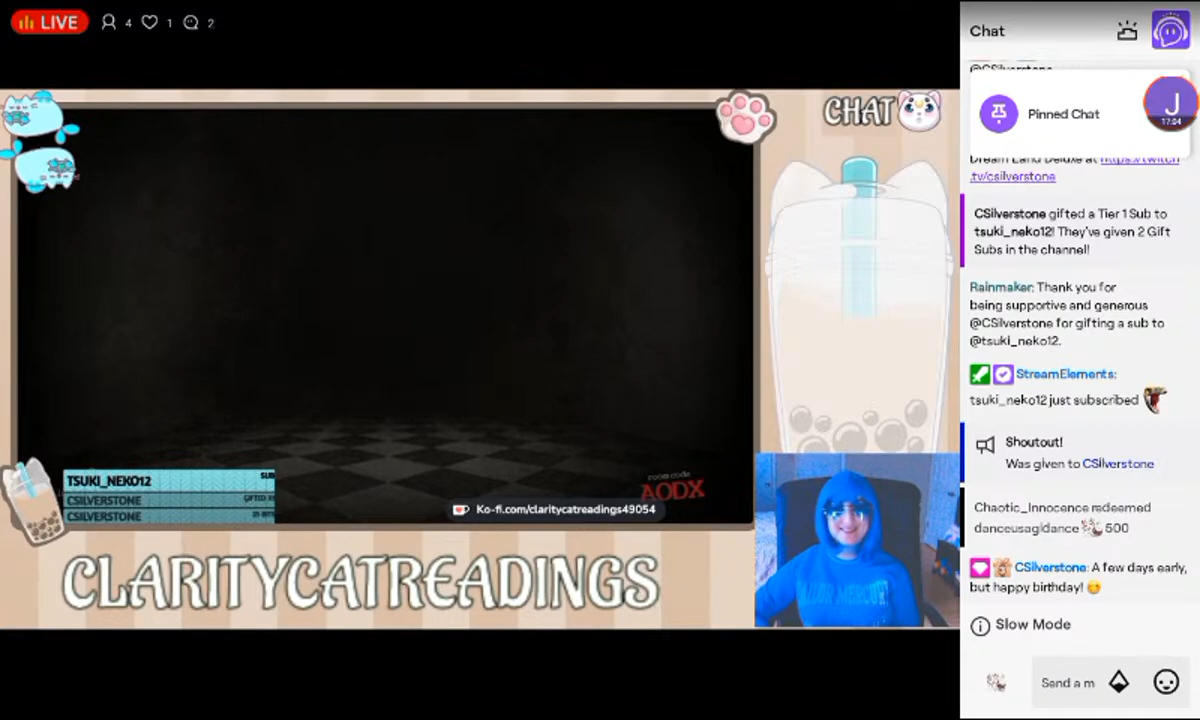 LIVE 4 1 2
CHAT
TSUKI_NEKO12 SUB
CSILVERSTONE
CSILVERSTONE
room code
AODX
Ko-fi.com/claritycatreadings49054
CLARITYCATREADINGS
Chat
@CSilverstone
Pinned Chat
J
17:04
Dream Land Deluxe at https://twitch
.tv/csilverstone
CSilverstone gifted a Tier 1 Sub to
tsuki_neko12! They've given 2 Gift
Subs in the channel!
Rainmaker: Thank you for
being supportive and generous
@CSilverstone for gifting a sub to
@tsuki_neko12.
StreamElements:
tsuki_neko12 just subscribed
Shoutout!
Was given to CSilverstone
Chaotic_Innocence redeemed
danceusagidance 500
CSilverstone: A few days early,
but happy birthday!
Slow Mode
Send a m